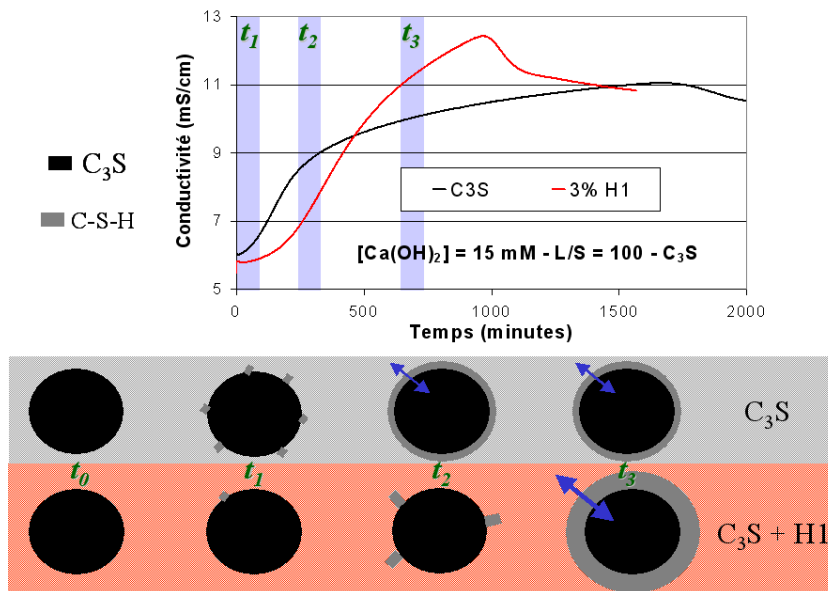 t₁ t₂ t₃
13
11
9
7
5
Conductivité (mS/cm)
C3S 3% H1
[Ca(OH)₂] = 15 mM - L/S = 100 - C₃S
0 500 1000 1500 2000
Temps (minutes)
C₃S
C-S-H
C₃S
t₀ t₁ t₂ t₃
C₃S + H1